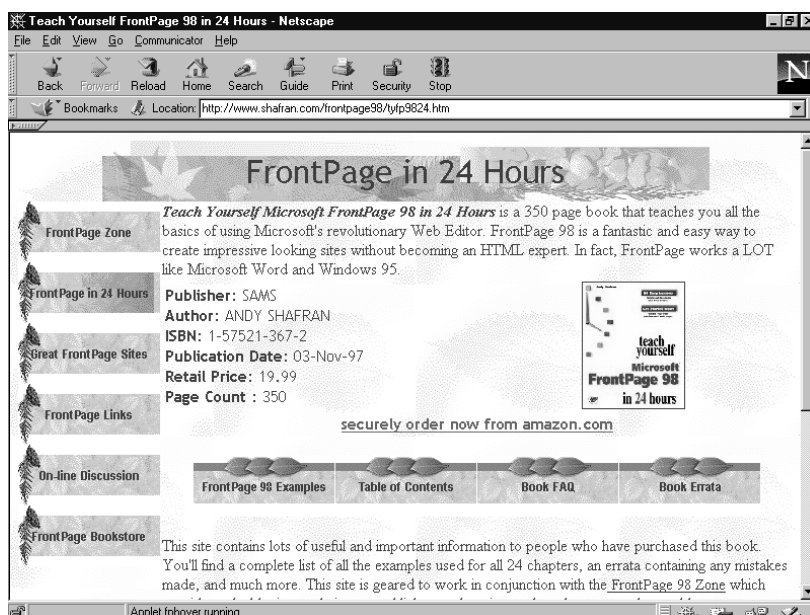 Teach Yourself FrontPage 98 in 24 Hours - Netscape
File Edit View Go Communicator Help
Back Forward Reload Home Search Guide Print Security Stop
N
Bookmarks Location: http://www.shafran.com/frontpage98/tyfp9824.htm
FrontPage in 24 Hours
FrontPage Zone
FrontPage in 24 Hours
Great FrontPage Sites
FrontPage Links
On-line Discussion
FrontPage Bookstore
Teach Yourself Microsoft FrontPage 98 in 24 Hours is a 350 page book that teaches you all the
basics of using Microsoft's revolutionary Web Editor. FrontPage 98 is a fantastic and easy way to
create impressive looking sites without becoming an HTML expert. In fact, FrontPage works a LOT
like Microsoft Word and Windows 95.
Publisher: SAMS
Author: ANDY SHAFRAN
ISBN: 1-57521-367-2
Publication Date: 03-Nov-97
Retail Price: 19.99
Page Count : 350
teach
yourself
Microsoft
FrontPage 98
in 24 hours
securely order now from amazon.com
FrontPage 98 Examples Table of Contents Book FAQ Book Errata
This site contains lots of useful and important information to people who have purchased this book.
You'll find a complete list of all the examples used for all 24 chapters, an errata containing any mistakes
made, and much more. This site is geared to work in conjunction with the FrontPage 98 Zone which
Applet fphover running